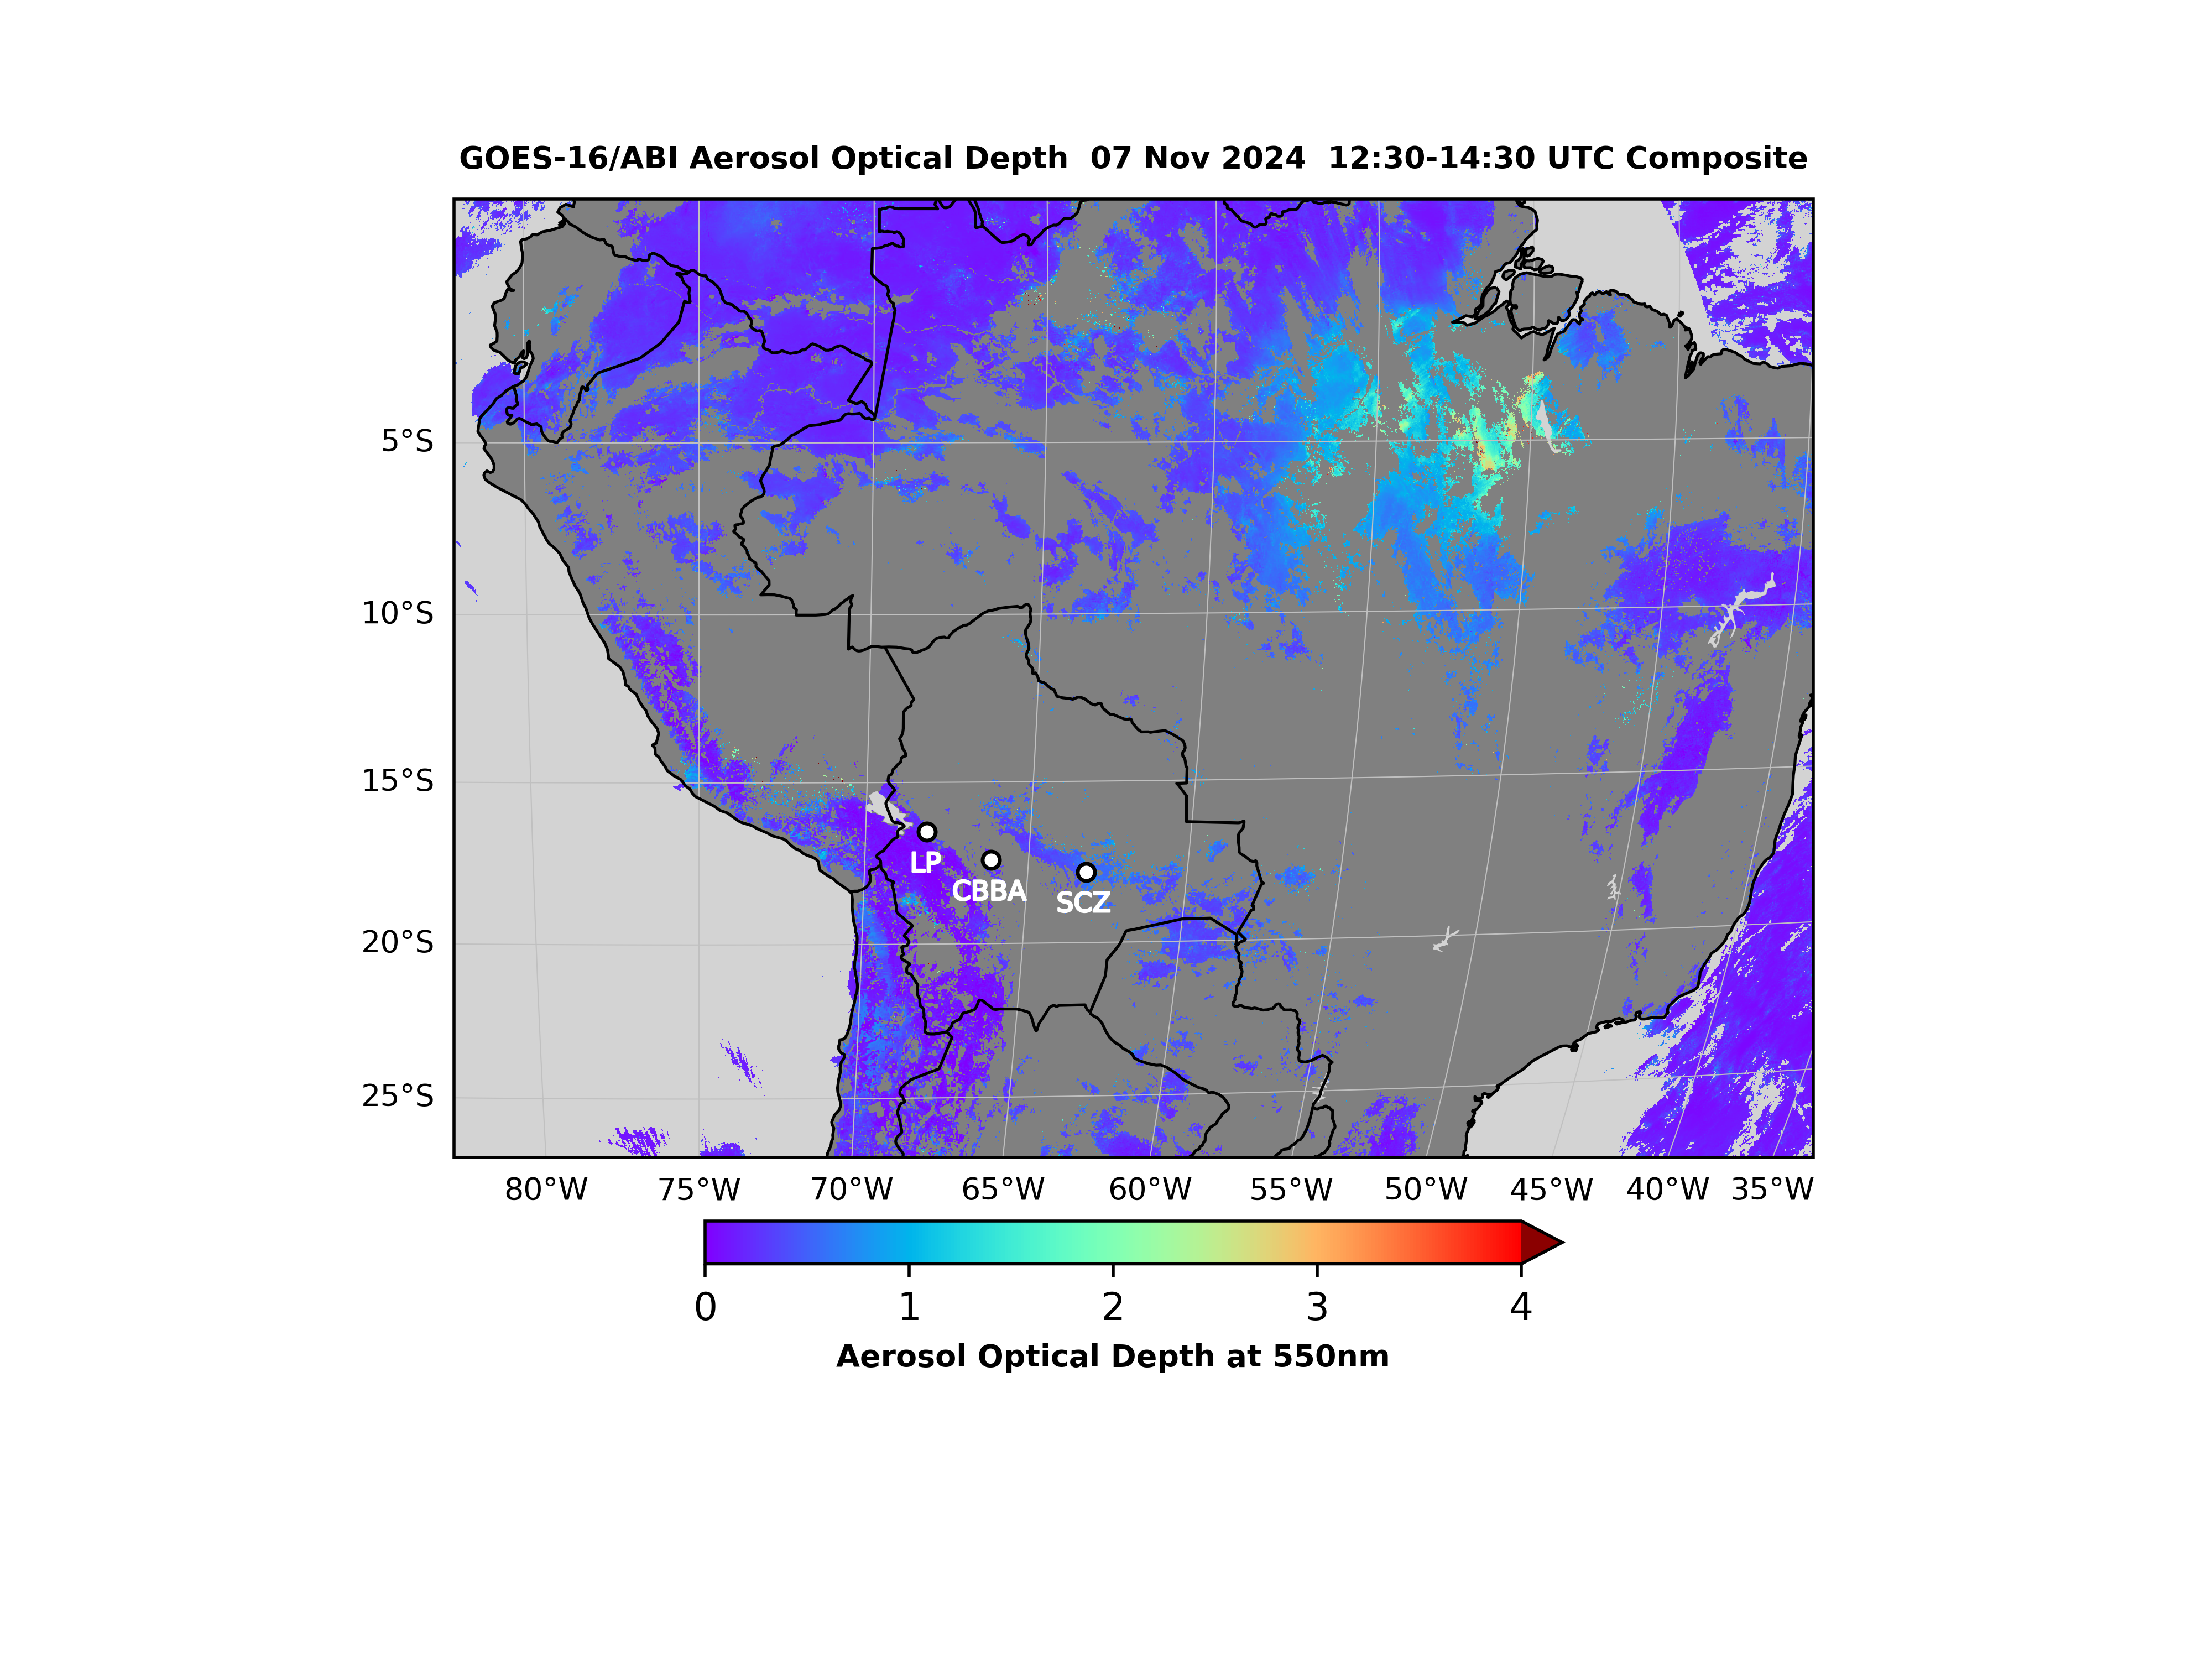 GOES-16/ABI Aerosol Optical Depth  07 Nov 2024  12:30-14:30 UTC Composite
5°S
10°S
15°S
LP
CBBA
SCZ
20°S
25°S
80°W 75°W 70°W 65°W 60°W 55°W 50°W 45°W 40°W 35°W
0 1 2 3 4
Aerosol Optical Depth at 550nm